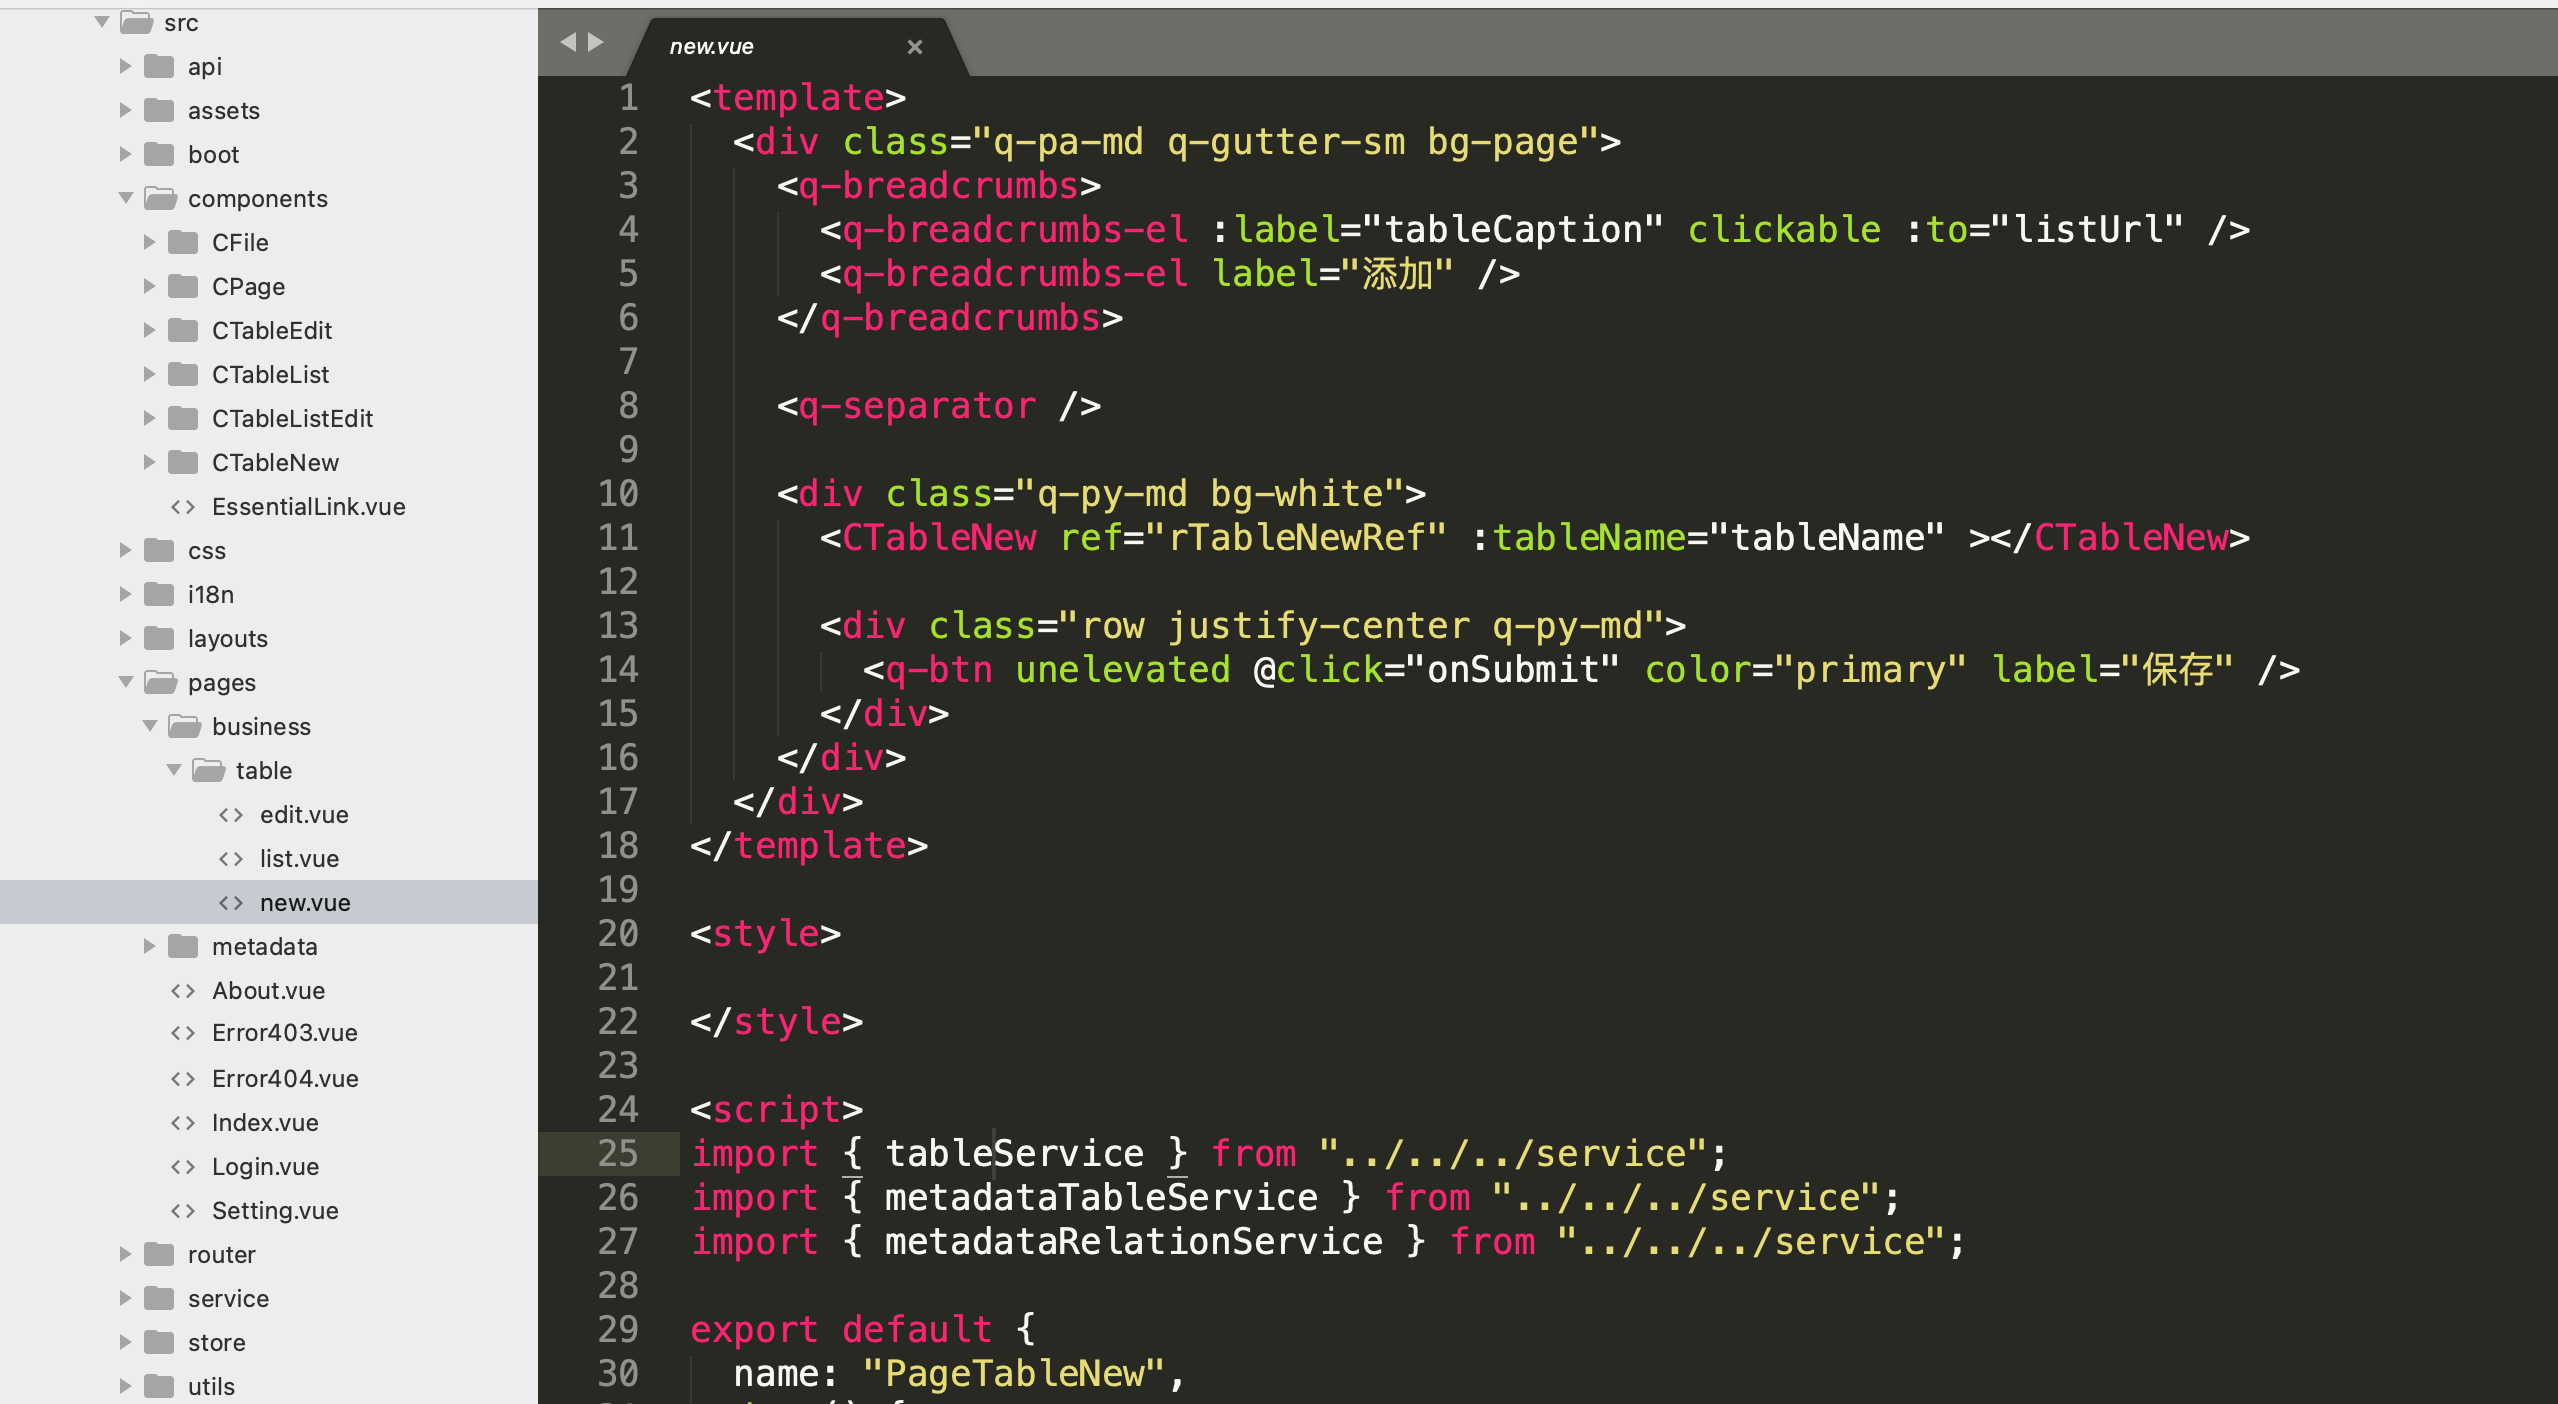 src
api
assets
boot
components
CFile
CPage
CTableEdit
CTableList
CTableListEdit
CTableNew
EssentialLink.vue
css
i18n
layouts
pages
business
table
edit.vue
list.vue
new.vue
metadata
About.vue
Error403.vue
Error404.vue
Index.vue
Login.vue
Setting.vue
router
service
store
utils
new.vue ×
1 <template>
2 <div class="q-pa-md q-gutter-sm bg-page">
3 <q-breadcrumbs>
4 <q-breadcrumbs-el :label="tableCaption" clickable :to="listUrl" />
5 <q-breadcrumbs-el label="添加" />
6 </q-breadcrumbs>
7
8 <q-separator />
9
10 <div class="q-py-md bg-white">
11 <CTableNew ref="rTableNewRef" :tableName="tableName" ></CTableNew>
12
13 <div class="row justify-center q-py-md">
14 <q-btn unelevated @click="onSubmit" color="primary" label="保存" />
15 </div>
16 </div>
17 </div>
18 </template>
19
20 <style>
21
22 </style>
23
24 <script>
25 import { tableService } from "../../../service";
26 import { metadataTableService } from "../../../service";
27 import { metadataRelationService } from "../../../service";
28
29 export default {
30 name: "PageTableNew",